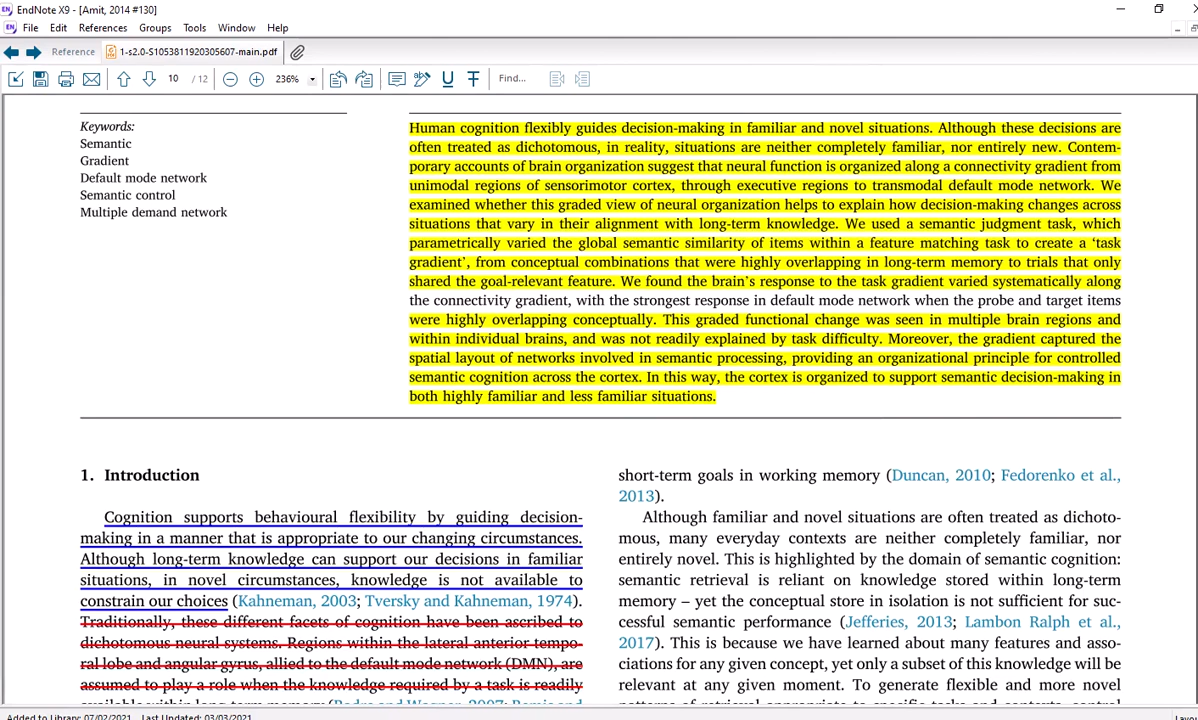 EndNote X9 - [Amit, 2014 #130]
File Edit References Groups Tools Window Help
Reference 1-s2.0-S1053811920305607-main.pdf
10 / 12 236% Find...
Keywords:
Semantic
Gradient
Default mode network
Semantic control
Multiple demand network
Human cognition flexibly guides decision-making in familiar and novel situations. Although these decisions are
often treated as dichotomous, in reality, situations are neither completely familiar, nor entirely new. Contem-
porary accounts of brain organization suggest that neural function is organized along a connectivity gradient from
unimodal regions of sensorimotor cortex, through executive regions to transmodal default mode network. We
examined whether this graded view of neural organization helps to explain how decision-making changes across
situations that vary in their alignment with long-term knowledge. We used a semantic judgment task, which
parametrically varied the global semantic similarity of items within a feature matching task to create a ‘task
gradient’, from conceptual combinations that were highly overlapping in long-term memory to trials that only
shared the goal-relevant feature. We found the brain’s response to the task gradient varied systematically along
the connectivity gradient, with the strongest response in default mode network when the probe and target items
were highly overlapping conceptually. This graded functional change was seen in multiple brain regions and
within individual brains, and was not readily explained by task difficulty. Moreover, the gradient captured the
spatial layout of networks involved in semantic processing, providing an organizational principle for controlled
semantic cognition across the cortex. In this way, the cortex is organized to support semantic decision-making in
both highly familiar and less familiar situations.
1. Introduction
Cognition supports behavioural flexibility by guiding decision-
making in a manner that is appropriate to our changing circumstances.
Although long-term knowledge can support our decisions in familiar
situations, in novel circumstances, knowledge is not available to
constrain our choices (Kahneman, 2003; Tversky and Kahneman, 1974).
Traditionally, these different facets of cognition have been ascribed to
dichotomous neural systems. Regions within the lateral anterior tempo-
ral lobe and angular gyrus, allied to the default mode network (DMN), are
assumed to play a role when the knowledge required by a task is readily
available within long-term memory
short-term goals in working memory (Duncan, 2010; Fedorenko et al.,
2013).
Although familiar and novel situations are often treated as dichoto-
mous, many everyday contexts are neither completely familiar, nor
entirely novel. This is highlighted by the domain of semantic cognition:
semantic retrieval is reliant on knowledge stored within long-term
memory – yet the conceptual store in isolation is not sufficient for suc-
cessful semantic performance (Jefferies, 2013; Lambon Ralph et al.,
2017). This is because we have learned about many features and asso-
ciations for any given concept, yet only a subset of this knowledge will be
relevant at any given moment. To generate flexible and more novel
patterns of retrieval appropriate to specific tasks and contexts, control
Added to Library: 07/02/2021 Last Updated: 03/03/2021